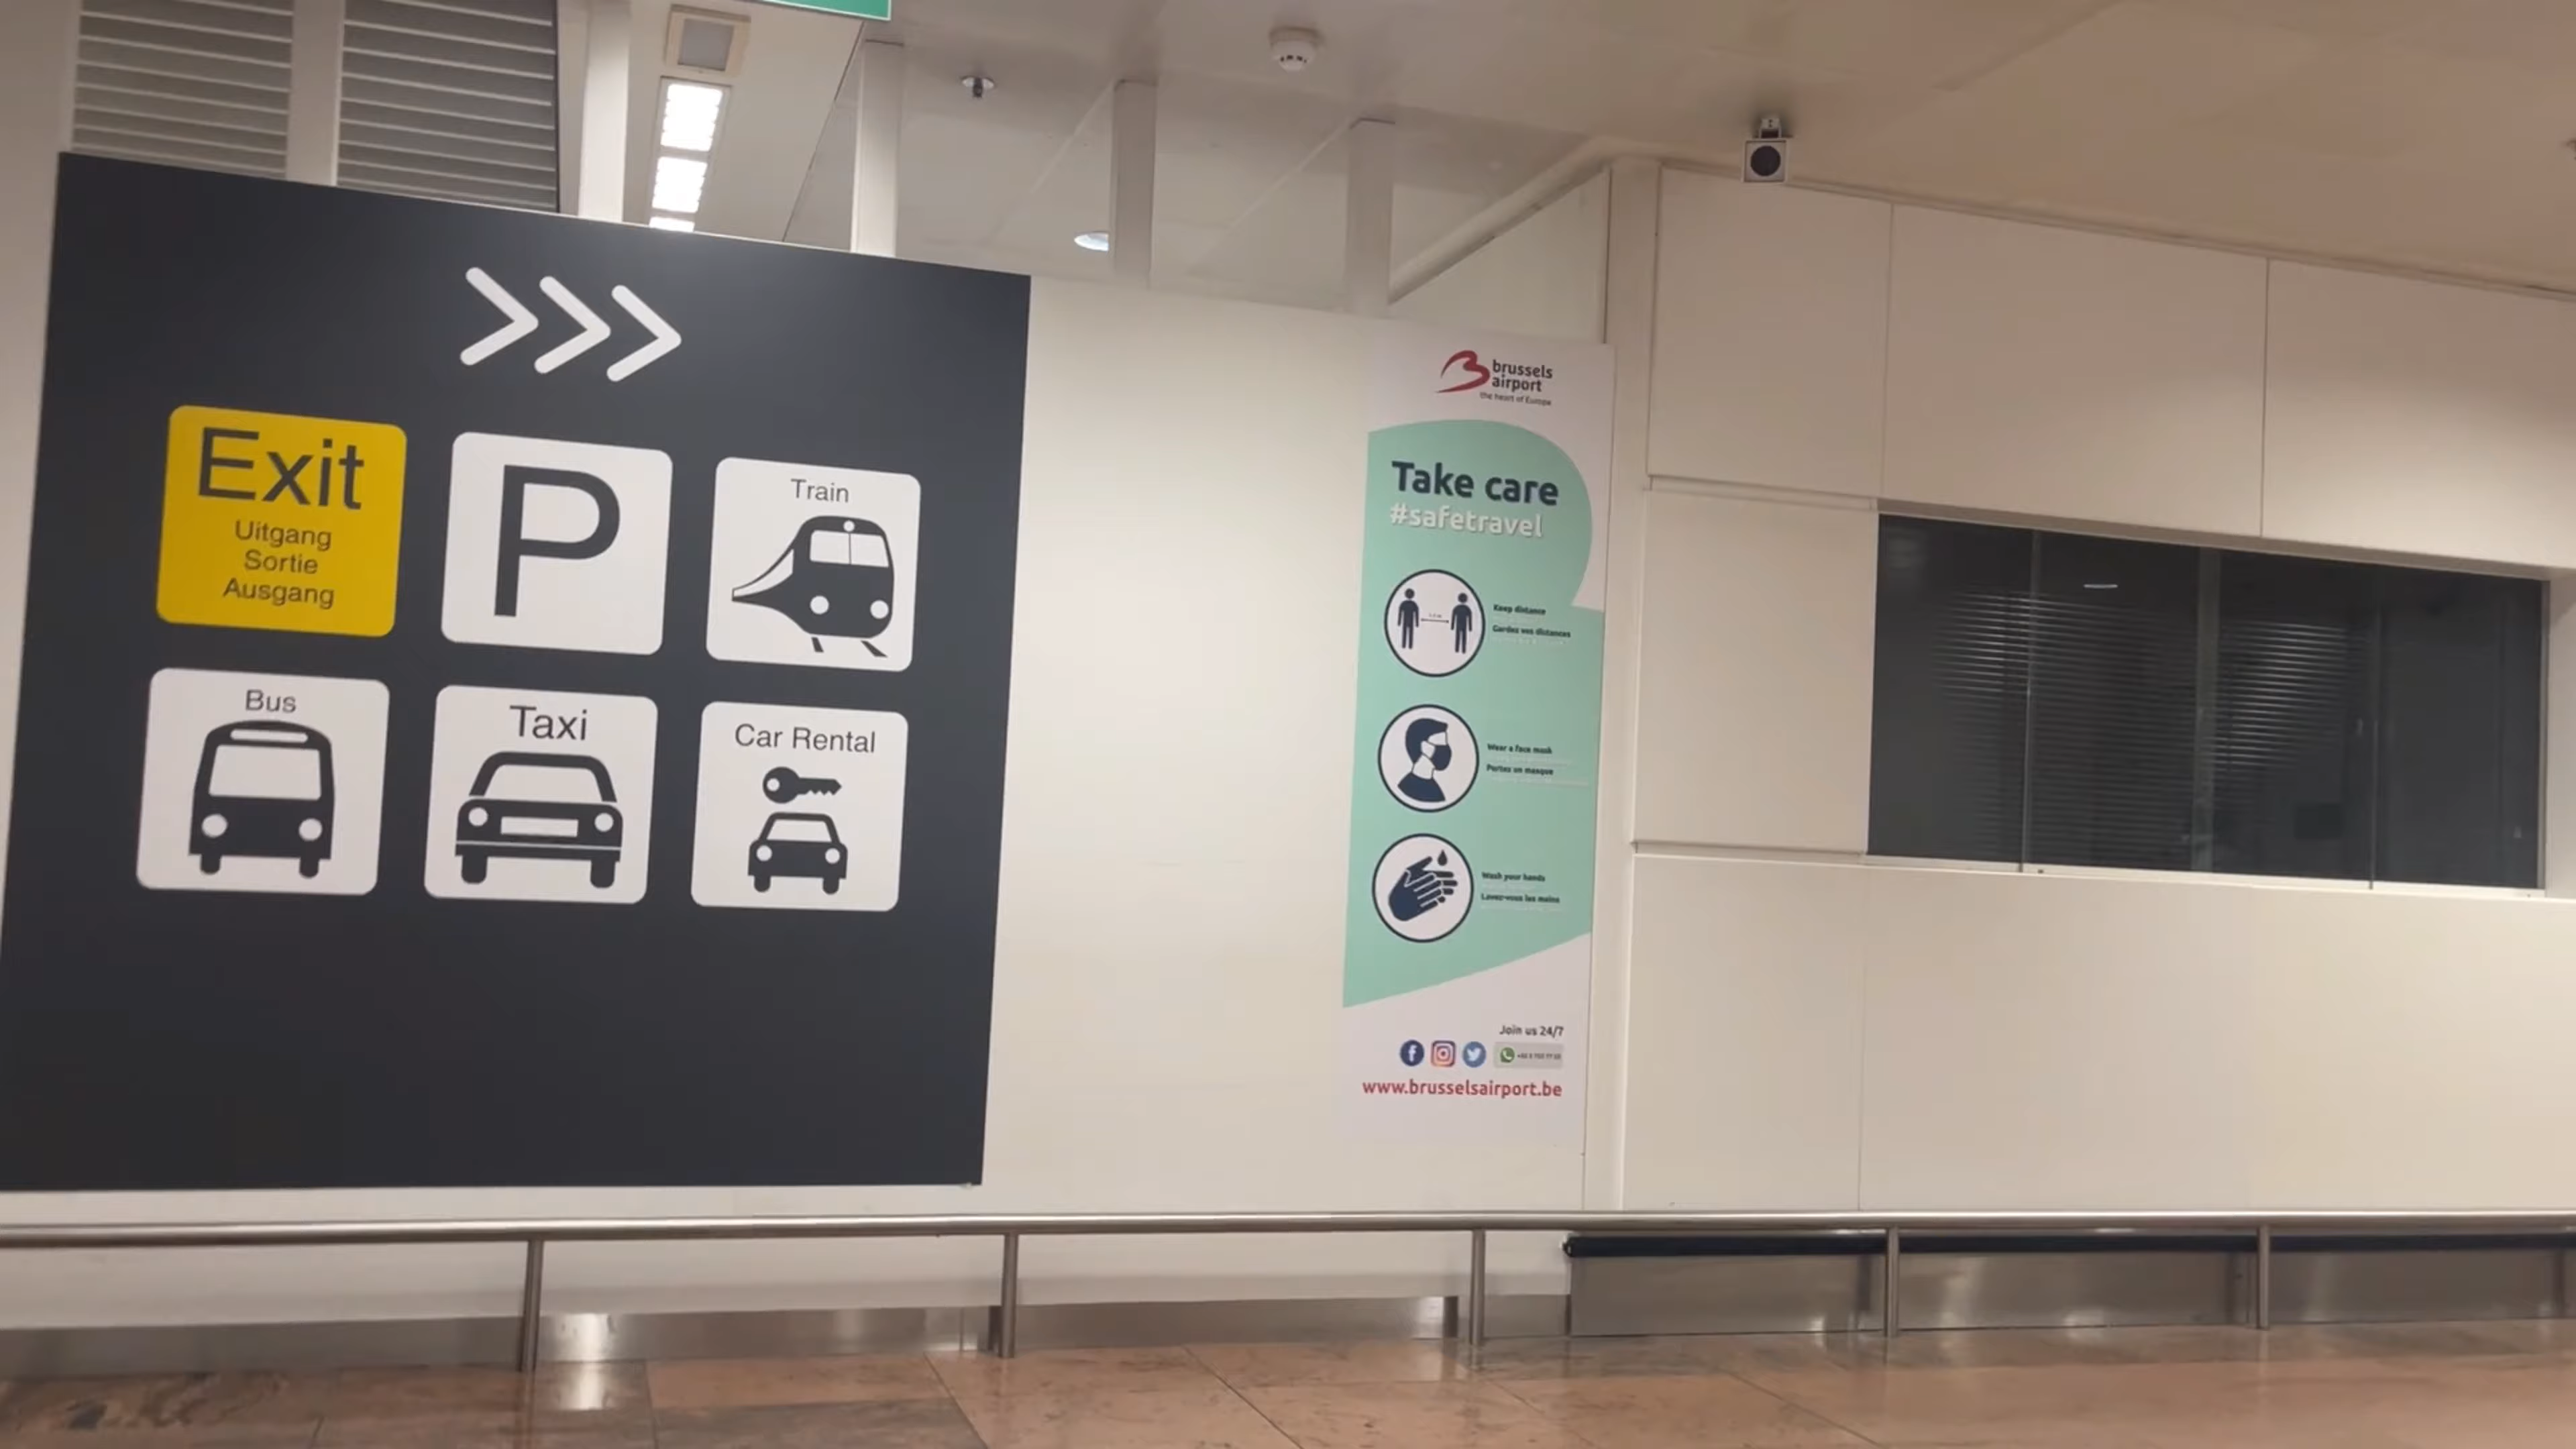 Exit
Uitgang
Sortie
Ausgang
P
Train
Bus
Taxi
Car Rental
brussels
airport
the heart of Europe
Take care
#safetravel
Keep distance
Gardez vos distances
Wear a face mask
Portez un masque
Wash your hands
Lavez-vous les mains
Join us 24/7
www.brusselsairport.be